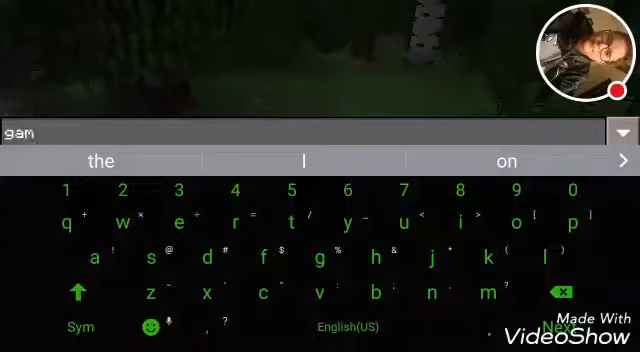 gam
the I on
1 2 3 4 5 6 7 8 9 0
q + w × e ÷ r = t / y _ u < i > o [ p ]
a ! s @ d # f $ g % h & j * k ( l )
z - x ' c " v : b ; n , m ?
Sym , ? English(US) . Next
Made With
VideoShow